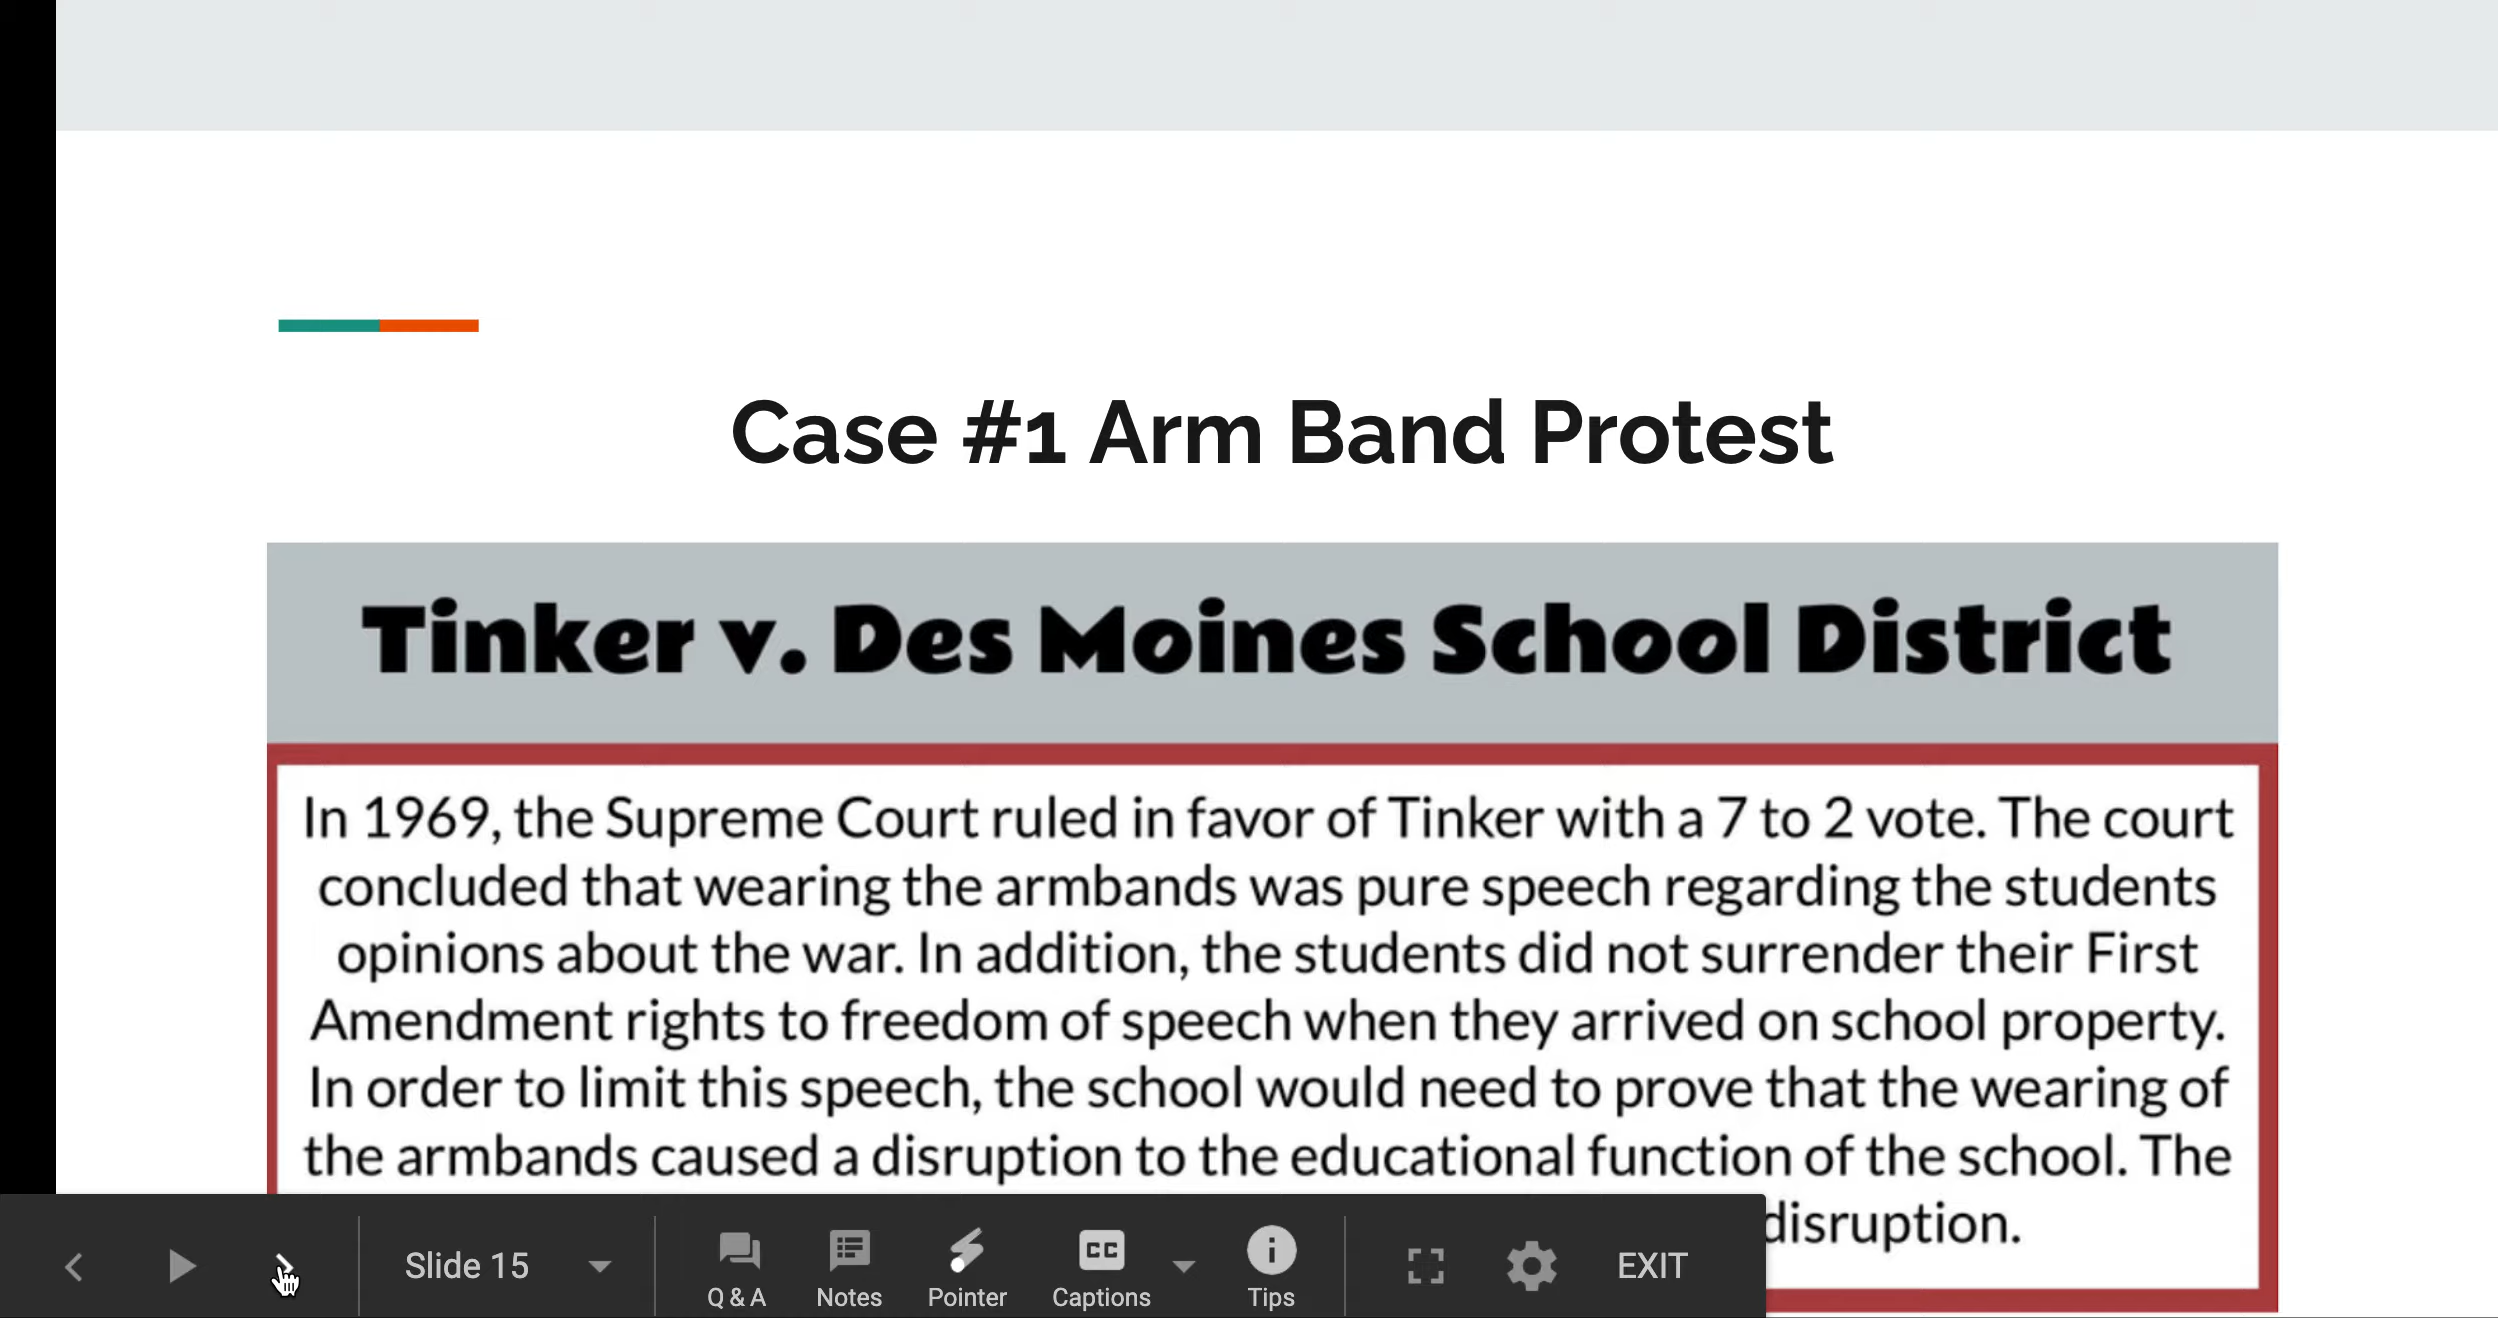 Case #1 Arm Band Protest
Tinker v. Des Moines School District
In 1969, the Supreme Court ruled in favor of Tinker with a 7 to 2 vote. The court
concluded that wearing the armbands was pure speech regarding the students
opinions about the war. In addition, the students did not surrender their First
Amendment rights to freedom of speech when they arrived on school property.
In order to limit this speech, the school would need to prove that the wearing of
the armbands caused a disruption to the educational function of the school. The
disruption.
Slide 15
Q & A
Notes
Pointer
CC
Captions
Tips
EXIT